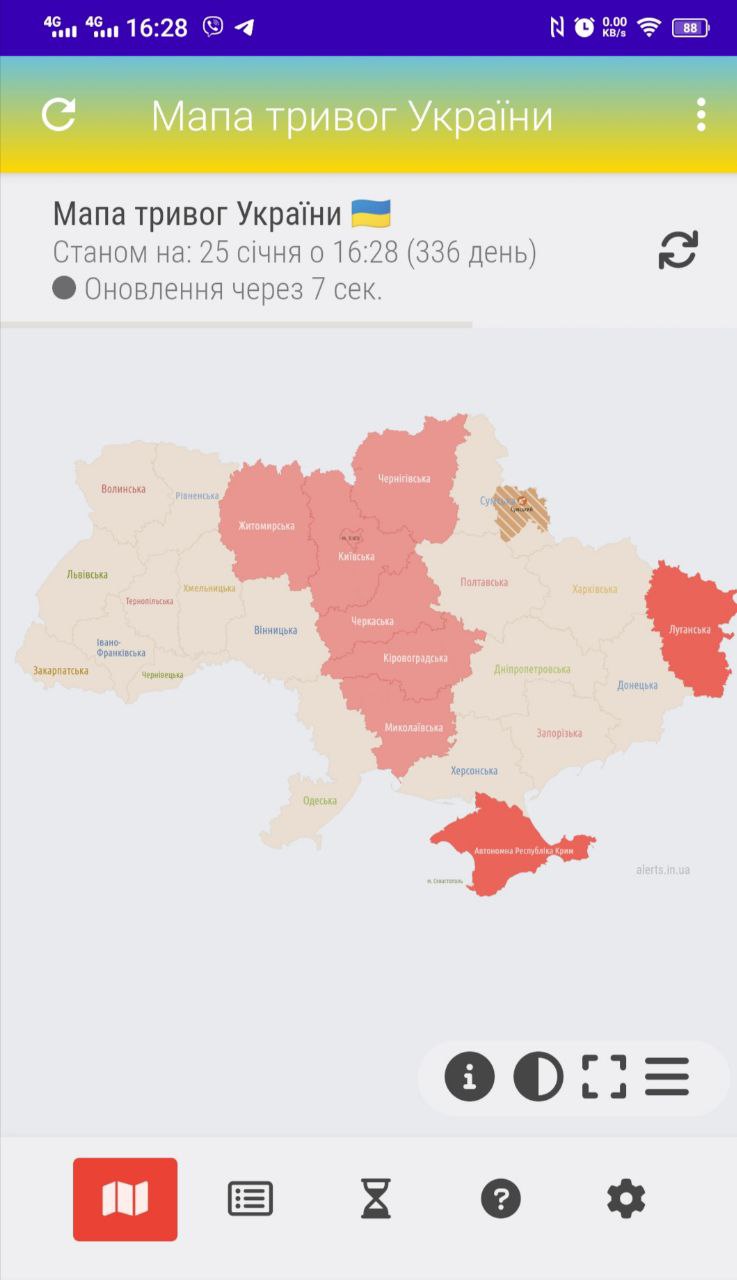 4G 4G 16:28 0.00 KB/s 88
Мапа тривог України
Мапа тривог України
Станом на: 25 січня о 16:28 (336 день)
Оновлення через 7 сек.
Чернігівська
Волинська
Рівненська
Сумська
Сумський
Житомирська
м. Київ
Київська
Львівська
Полтавська
Харківська
Хмельницька
Тернопільська
Черкаська
Вінницька
Луганська
Івано-
Франківська
Кіровоградська
Закарпатська
Чернівецька
Дніпропетровська
Донецька
Миколаївська
Запорізька
Херсонська
Одеська
Автономна Республіка Крим
alerts.in.ua
м. Севастополь